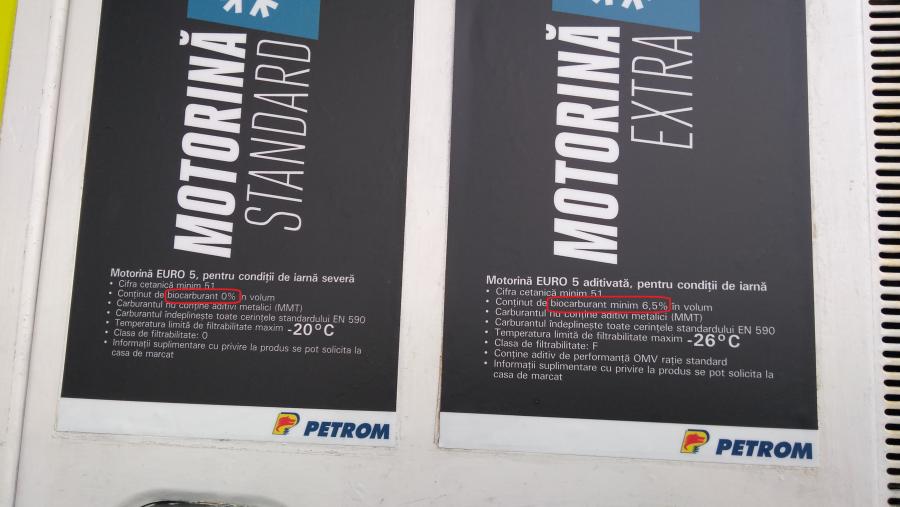 MOTORINĂ
STANDARD
Motorină EURO 5, pentru condiții de iarnă severă
• Cifra cetanică minim 51
• Conținut de biocarburant 0% în volum
• Carburantul nu conține aditivi metalici (MMT)
• Carburantul îndeplinește toate cerințele standardului EN 590
• Temperatura limită de filtrabilitate maxim -20°C
• Clasa de filtrabilitate: 0
• Informații suplimentare cu privire la produs se pot solicita la
casa de marcat
PETROM
MOTORINĂ
EXTRA
Motorină EURO 5 aditivată, pentru condiții de iarnă
• Cifra cetanică minim 51
• Conținut de biocarburant minim 6,5% în volum
• Carburantul nu conține aditivi metalici (MMT)
• Carburantul îndeplinește toate cerințele standardului EN 590
• Temperatura limită de filtrabilitate maxim -26°C
• Clasa de filtrabilitate: F
• Conține aditiv de performanță OMV rație standard
• Informații suplimentare cu privire la produs se pot solicita la
casa de marcat
PETROM